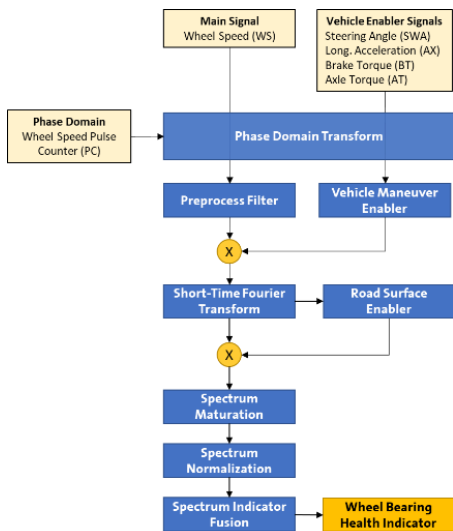 Main Signal
Wheel Speed (WS)
Vehicle Enabler Signals
Steering Angle (SWA)
Long. Acceleration (AX)
Brake Torque (BT)
Axle Torque (AT)
Phase Domain
Wheel Speed Pulse
Counter (PC)
Phase Domain Transform
Preprocess Filter
Vehicle Maneuver
Enabler
X
Short-Time Fourier
Transform
Road Surface
Enabler
X
Spectrum
Maturation
Spectrum
Normalization
Spectrum Indicator
Fusion
Wheel Bearing
Health Indicator